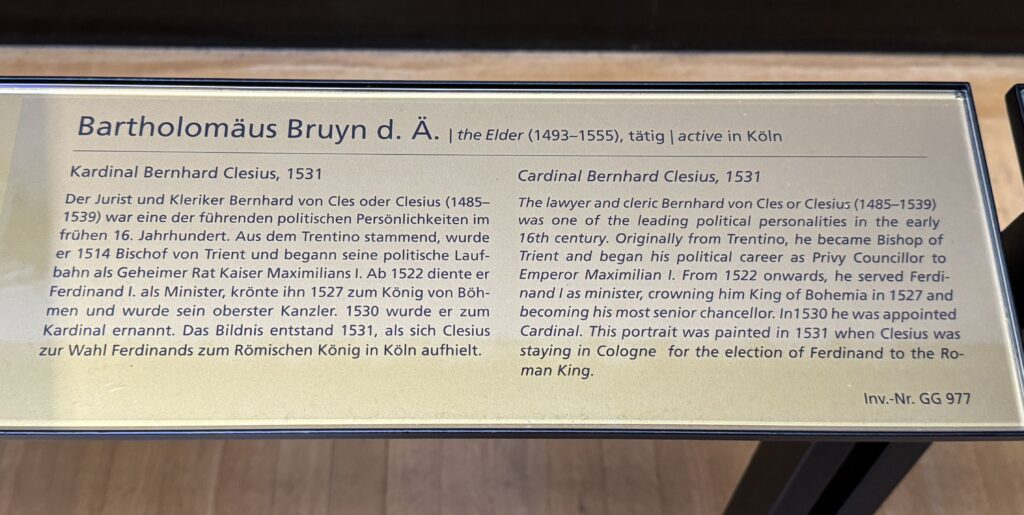 Bartholomäus Bruyn d. Ä. | the Elder (1493–1555), tätig | active in Köln
Kardinal Bernhard Clesius, 1531
Der Jurist und Kleriker Bernhard von Cles oder Clesius (1485–
1539) war eine der führenden politischen Persönlichkeiten im
frühen 16. Jahrhundert. Aus dem Trentino stammend, wurde
er 1514 Bischof von Trient und begann seine politische Lauf-
bahn als Geheimer Rat Kaiser Maximilians I. Ab 1522 diente er
Ferdinand I. als Minister, krönte ihn 1527 zum König von Böh-
men und wurde sein oberster Kanzler. 1530 wurde er zum
Kardinal ernannt. Das Bildnis entstand 1531, als sich Clesius
zur Wahl Ferdinands zum Römischen König in Köln aufhielt.
Cardinal Bernhard Clesius, 1531
The lawyer and cleric Bernhard von Cles or Clesius (1485–1539)
was one of the leading political personalities in the early
16th century. Originally from Trentino, he became Bishop of
Trient and began his political career as Privy Councillor to
Emperor Maximilian I. From 1522 onwards, he served Ferdi-
nand I as minister, crowning him King of Bohemia in 1527 and
becoming his most senior chancellor. In1530 he was appointed
Cardinal. This portrait was painted in 1531 when Clesius was
staying in Cologne for the election of Ferdinand to the Ro-
man King.
Inv.-Nr. GG 977